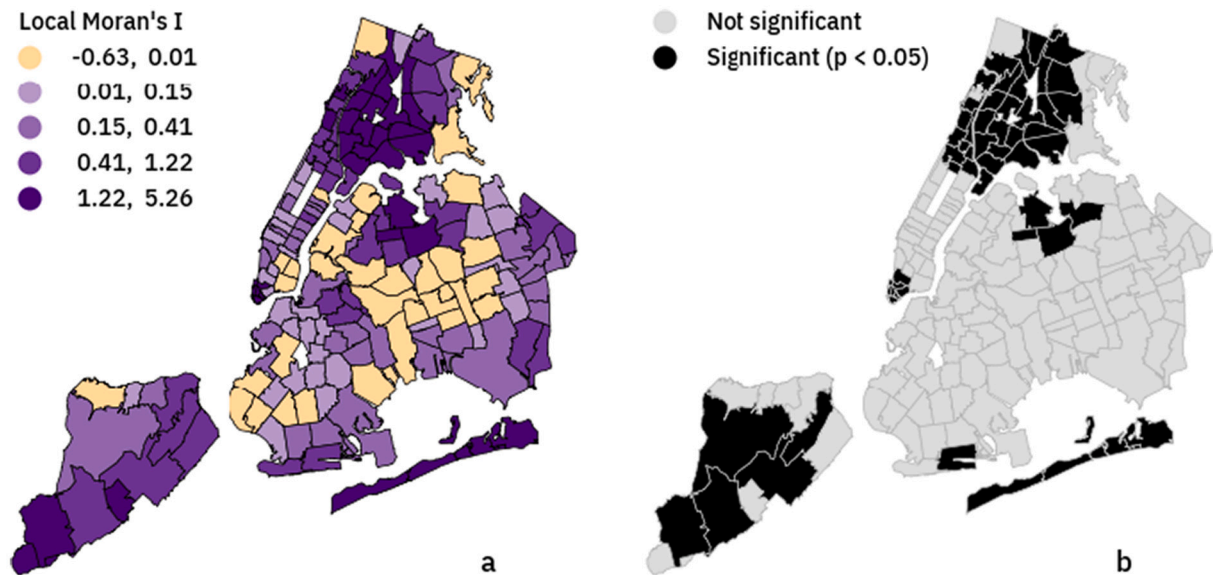 Local Moran's I
-0.63, 0.01
0.01, 0.15
0.15, 0.41
0.41, 1.22
1.22, 5.26
a
Not significant
Significant (p < 0.05)
b